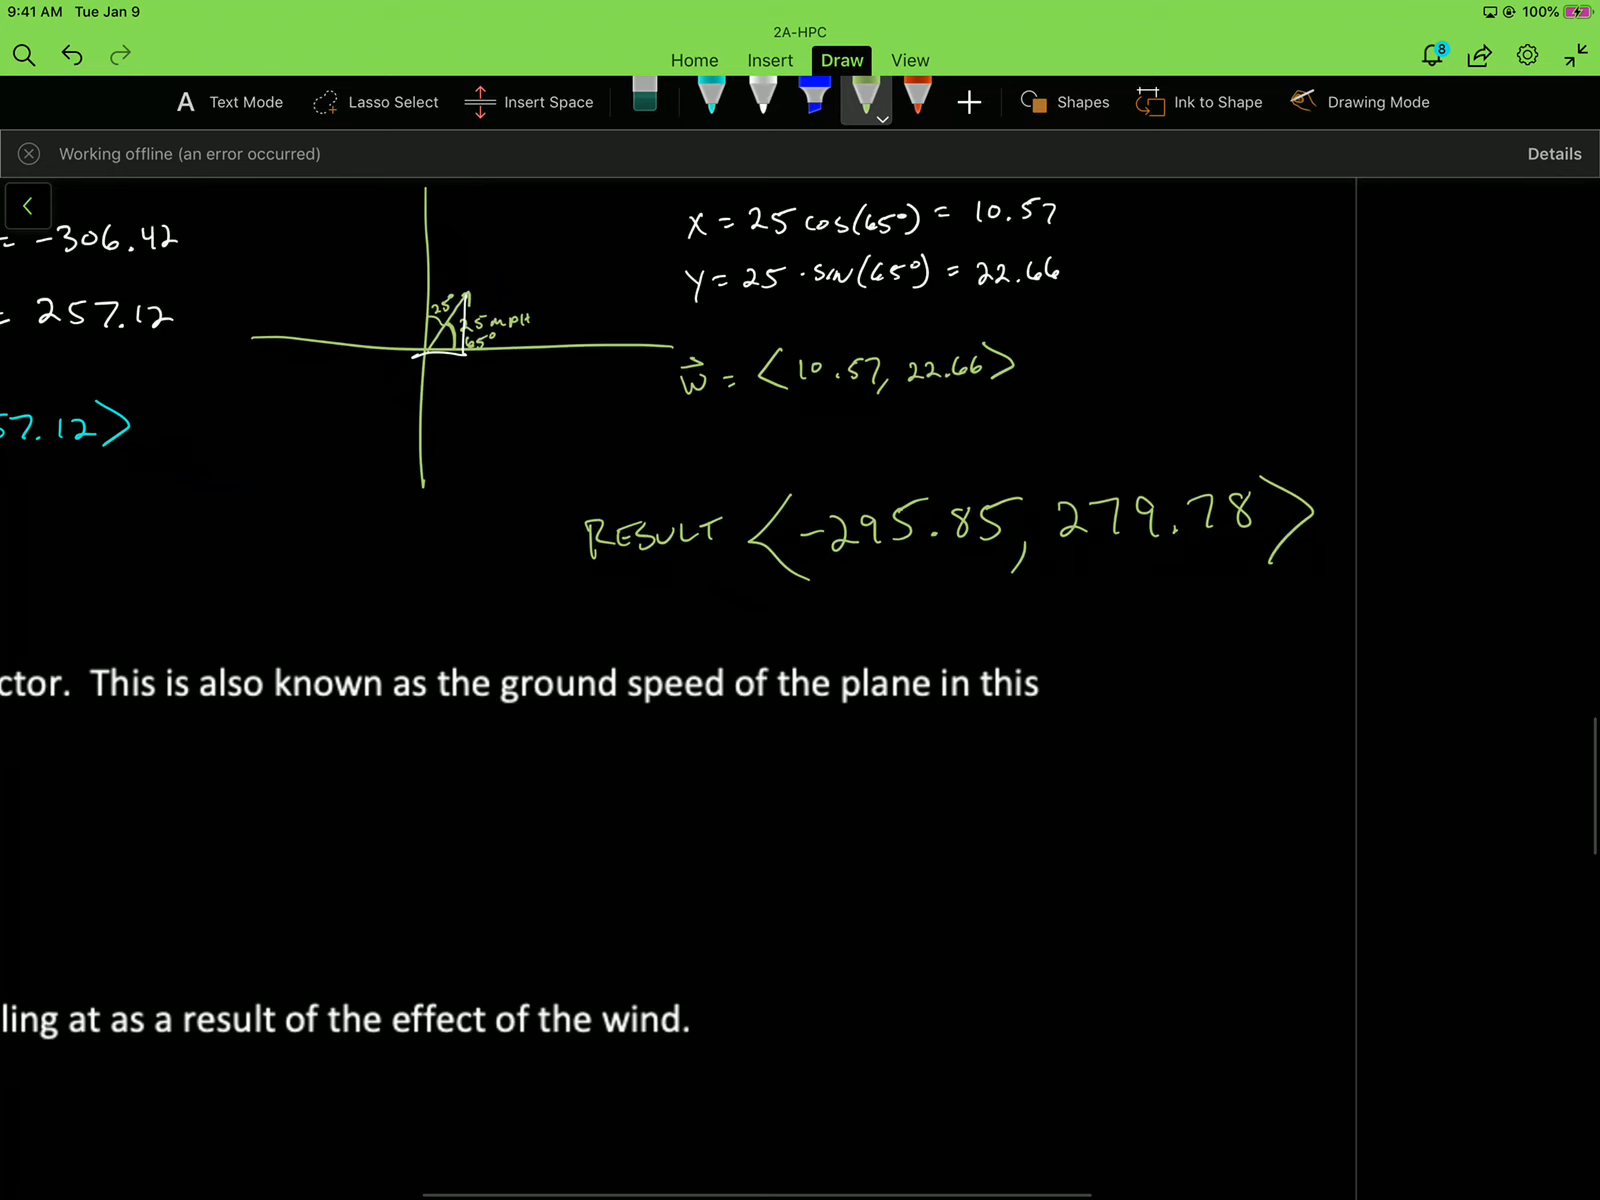 9:41 AM Tue Jan 9
100%
2A-HPC
Home Insert Draw View
8
A Text Mode Lasso Select Insert Space Shapes Ink to Shape Drawing Mode
Working offline (an error occurred) Details
= -306.42
= 257.12
57.12>
25°
25 mpH
65°
x = 25 cos(65°) = 10.57
y = 25 · sin(65°) = 22.66
w = <10.57, 22.66>
RESULT <-295.85, 279.78>
ctor. This is also known as the ground speed of the plane in this
ling at as a result of the effect of the wind.